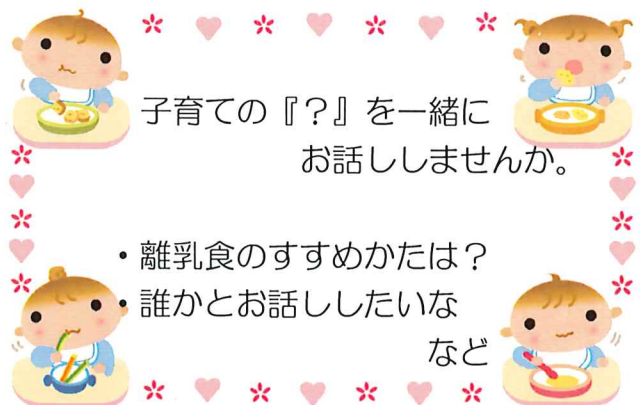 子育ての『?』を一緒に
お話ししませんか。
・離乳食のすすめかたは?
・誰かとお話ししたいな
など